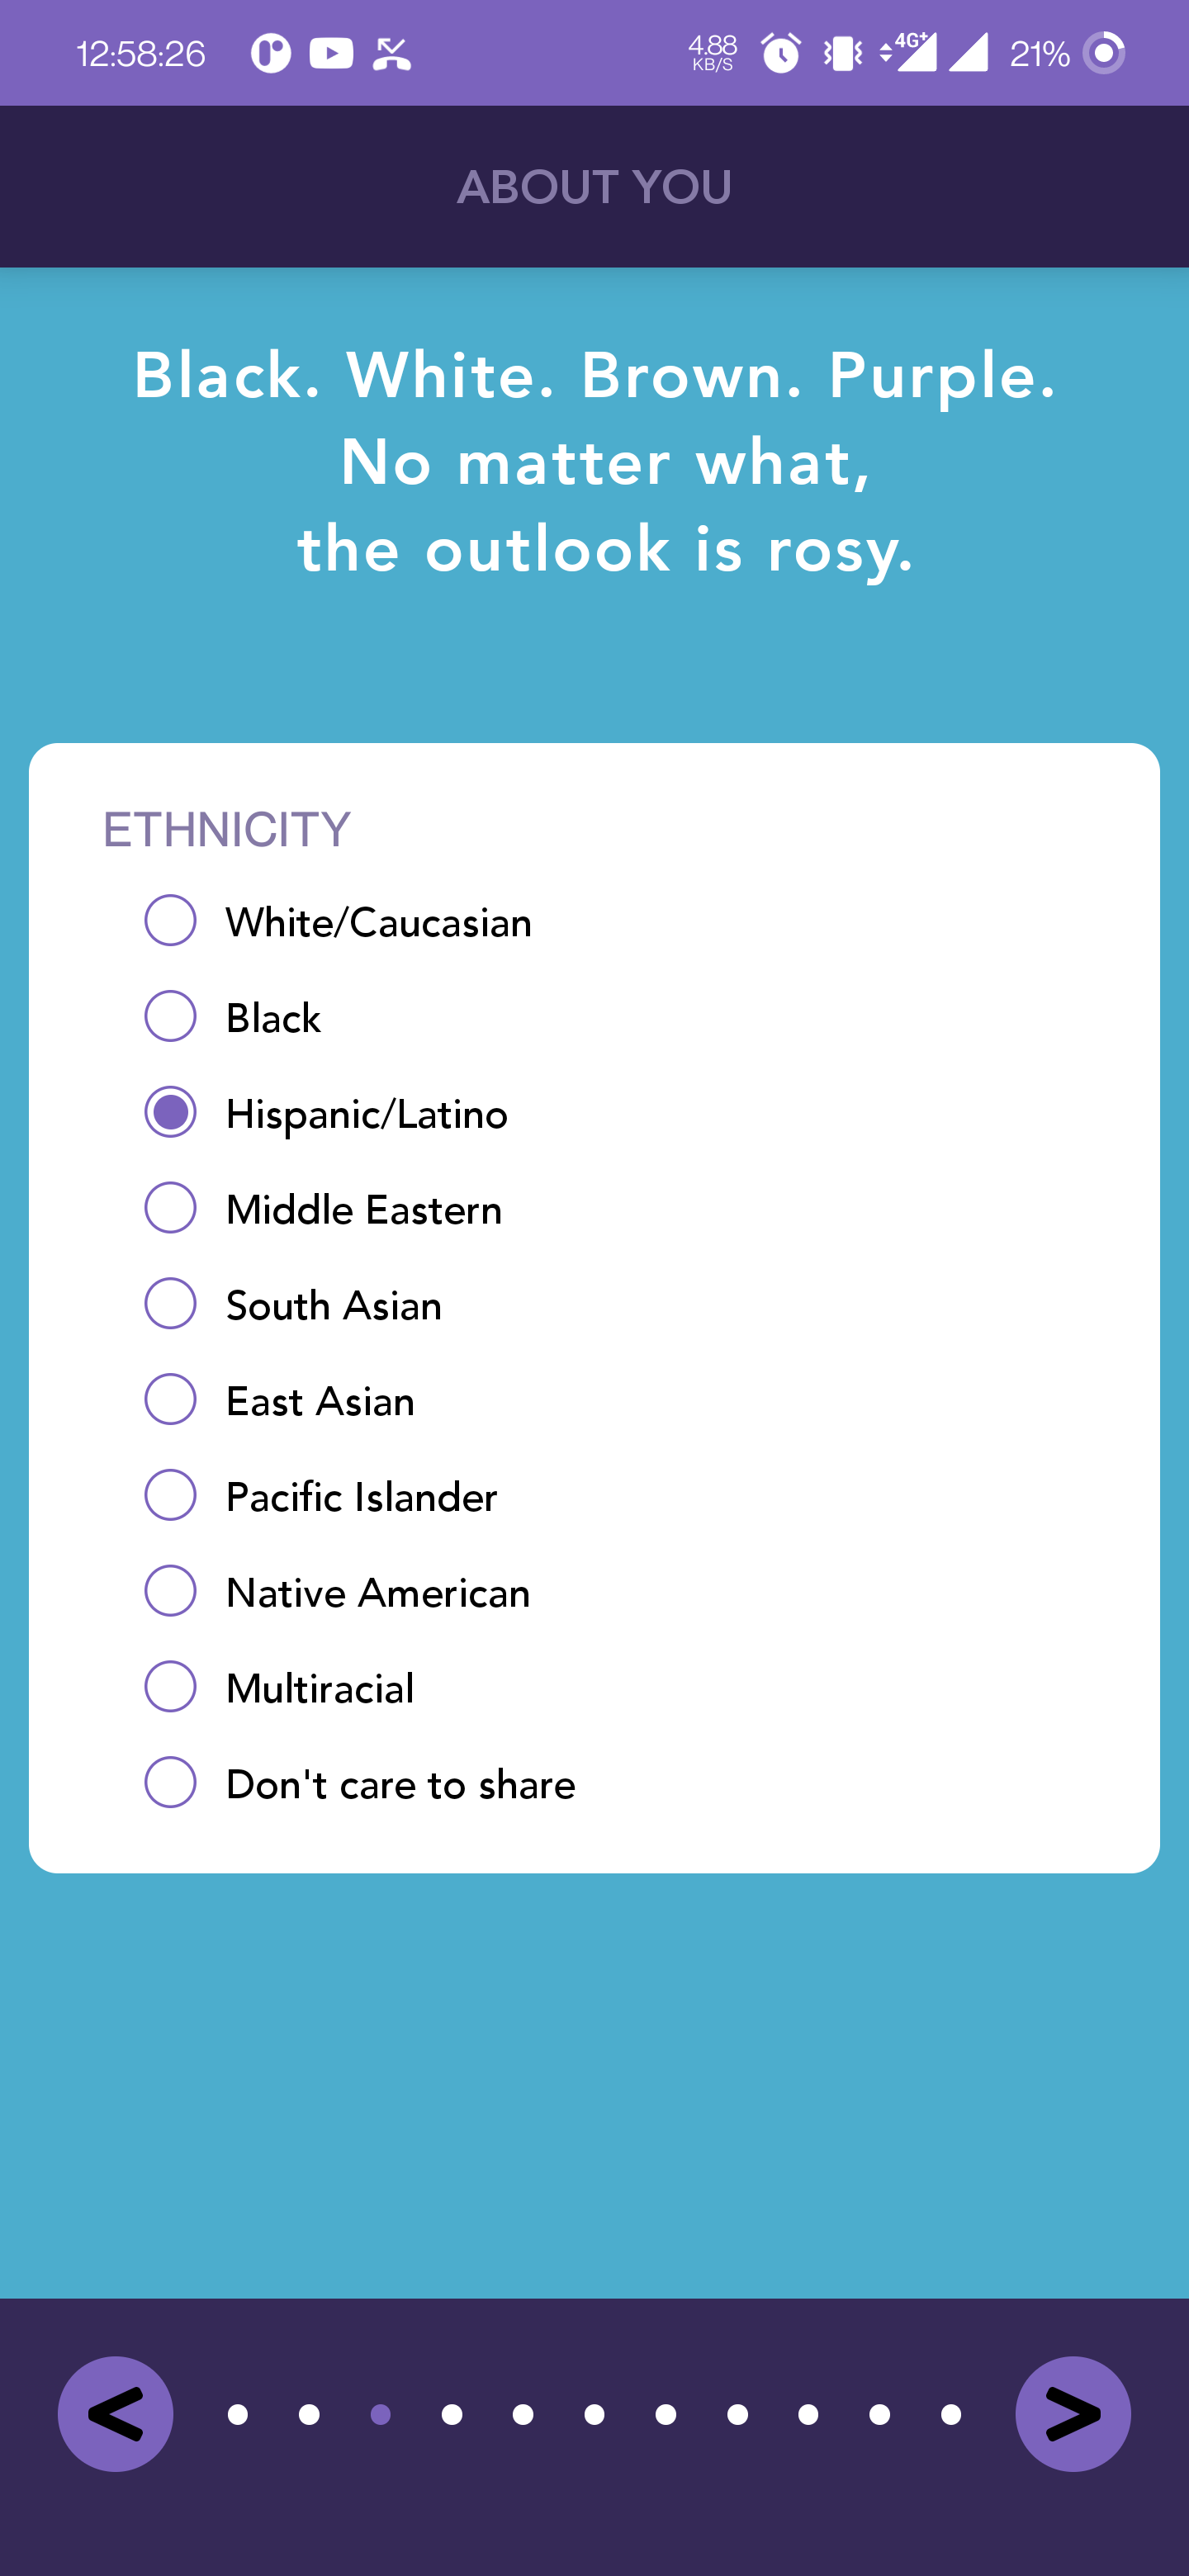 12:58:26
4.88
KB/S
4G+
21%
ABOUT YOU
Black. White. Brown. Purple.
No matter what,
the outlook is rosy.
ETHNICITY
White/Caucasian
Black
Hispanic/Latino
Middle Eastern
South Asian
East Asian
Pacific Islander
Native American
Multiracial
Don't care to share
< >